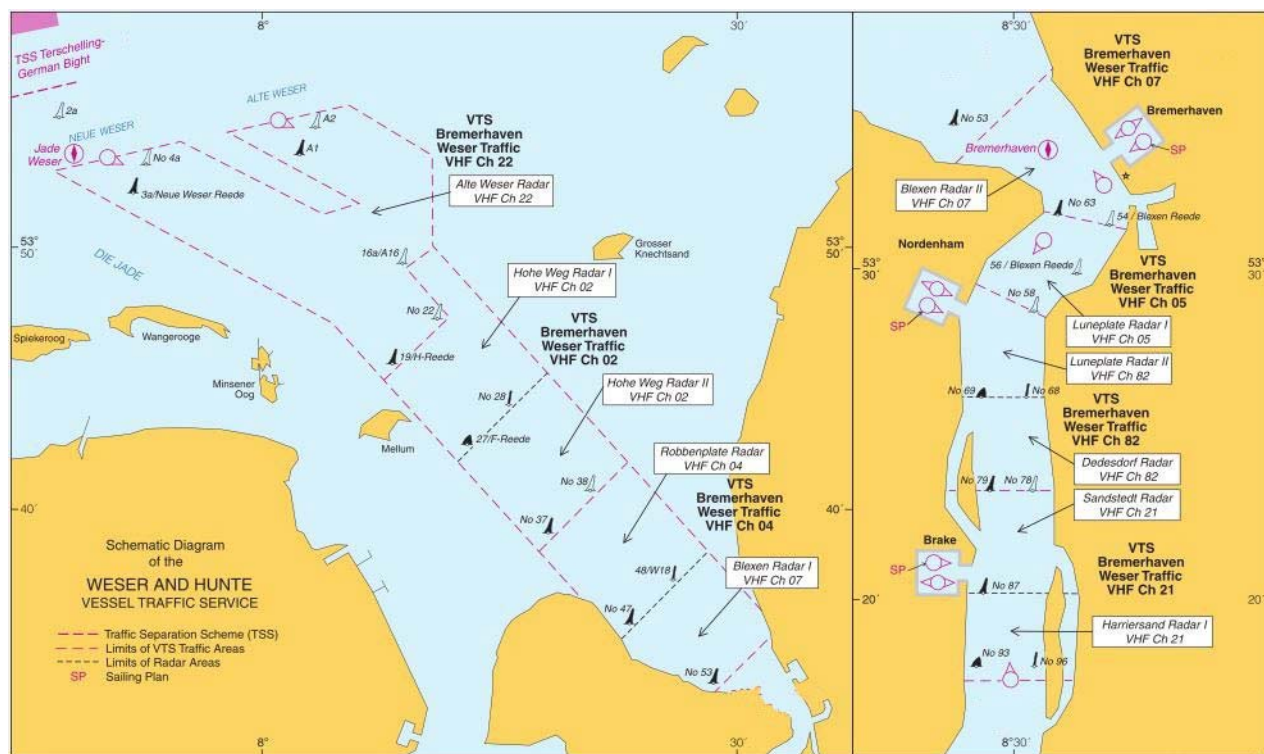 8°
30´
TSS Terschelling-
German Bight
2a
NEUE WESER
ALTE WESER
Jade
Weser
No 4a
3a/Neue Weser Reede
A2
A1
VTS
Bremerhaven
Weser Traffic
VHF Ch 22
Alte Weser Radar
VHF Ch 22
53°
50´
DIE JADE
16a/A16
Grosser
Knechtsand
Hohe Weg Radar I
VHF Ch 02
No 22
VTS
Bremerhaven
Weser Traffic
VHF Ch 02
Spiekeroog
Wangerooge
19/H-Reede
Minsener
Oog
Hohe Weg Radar II
VHF Ch 02
No 28
Mellum
27/F-Reede
Robbenplate Radar
VHF Ch 04
No 38
VTS
Bremerhaven
Weser Traffic
VHF Ch 04
40´
No 37
Schematic Diagram
of the
WESER AND HUNTE
VESSEL TRAFFIC SERVICE
Traffic Separation Scheme (TSS)
Limits of VTS Traffic Areas
Limits of Radar Areas
SP Sailing Plan
48/W18
Blexen Radar I
VHF Ch 07
No 47
No 53
8°
30´
8°30´
VTS
Bremerhaven
Weser Traffic
VHF Ch 07
No 53
Bremerhaven
Bremerhaven
SP
Blexen Radar II
VHF Ch 07
No 63
54 / Blexen Reede
53°
50´
Nordenham
53°
30´
56 / Blexen Reede
VTS
Bremerhaven
Weser Traffic
VHF Ch 05
53°
30´
No 58
SP
Luneplate Radar I
VHF Ch 05
Luneplate Radar II
VHF Ch 82
No 69
No 68
VTS
Bremerhaven
Weser Traffic
VHF Ch 82
Dedesdorf Radar
VHF Ch 82
No 79
No 78
Sandstedt Radar
VHF Ch 21
40´
Brake
VTS
Bremerhaven
Weser Traffic
VHF Ch 21
SP
No 87
20´
20´
Harriersand Radar I
VHF Ch 21
No 93
No 96
8°30´